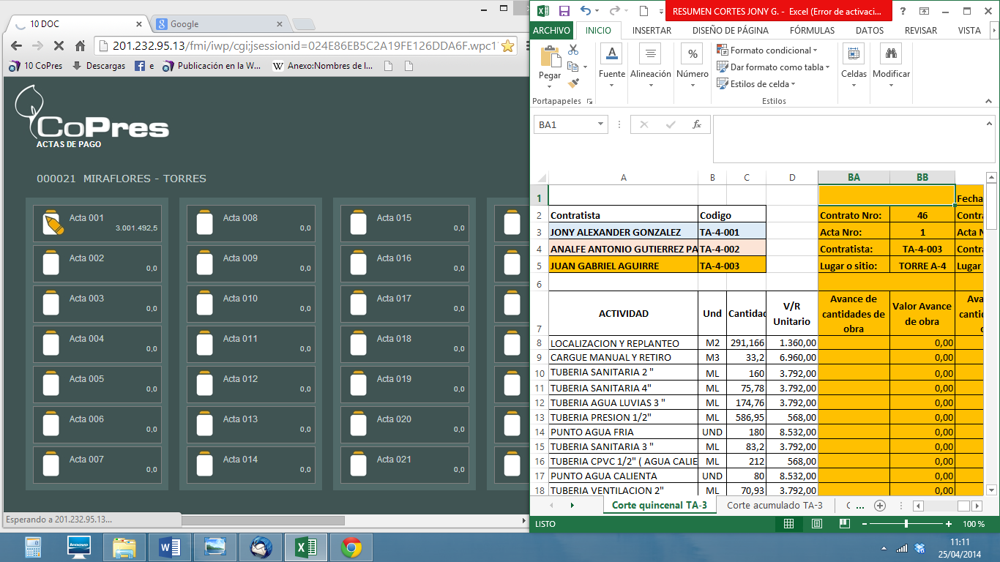 10 DOC
Google
201.232.95.13/fmi/iwp/cgi;jsessionid=024E86EB5C2A19FE126DDA6F.wpc1
10 CoPres Descargas e Publicación en la W... Anexo:Nombres de l...
CoPres
ACTAS DE PAGO
000021 MIRAFLORES - TORRES
Acta 001
3.001.492,5
Acta 002
0,0
Acta 003
0,0
Acta 004
0,0
Acta 005
0,0
Acta 006
0,0
Acta 007
0,0
Acta 008
0,0
Acta 009
0,0
Acta 010
0,0
Acta 011
0,0
Acta 012
0,0
Acta 013
0,0
Acta 014
0,0
Acta 015
0,0
Acta 016
0,0
Acta 017
0,0
Acta 018
0,0
Acta 019
0,0
Acta 020
0,0
Acta 021
0,0
Esperando a 201.232.95.13...
RESUMEN CORTES JONY G. - Excel (Error de activaci...
ARCHIVO INICIO INSERTAR DISEÑO DE PÁGINA FÓRMULAS DATOS REVISAR VISTA
Pegar
Portapapeles
Fuente
Alineación
Número
Formato condicional
Dar formato como tabla
Estilos de celda
Estilos
Celdas
Modificar
BA1
A B C D BA BB
1 Fecha
2 Contratista Codigo Contrato Nro: 46 Contra
3 JONY ALEXANDER GONZALEZ TA-4-001 Acta Nro: 1 Acta N
4 ANALFE ANTONIO GUTIERREZ PA TA-4-002 Contratista: TA-4-003 Contra
5 JUAN GABRIEL AGUIRRE TA-4-003 Lugar o sitio: TORRE A-4 Lugar
6
7 ACTIVIDAD Und Cantidad V/R Unitario Avance de cantidades de obra Valor Avance de obra Ava cantid
8 LOCALIZACION Y REPLANTEO M2 291,166 1.360,00 0,00
9 CARGUE MANUAL Y RETIRO M3 33,2 6.960,00 0,00
10 TUBERIA SANITARIA 2 " ML 160 3.792,00 0,00
11 TUBERIA SANITARIA 4" ML 75,78 3.792,00 0,00
12 TUBERIA AGUA LUVIAS 3 " ML 174,76 3.792,00 0,00
13 TUBERIA PRESION 1/2" ML 586,95 568,00 0,00
14 PUNTO AGUA FRIA UND 180 8.532,00 0,00
15 TUBERIA SANITARIA 3 " ML 83,2 3.792,00 0,00
16 TUBERIA CPVC 1/2" ( AGUA CALIE ML 212 568,00 0,00
17 PUNTO AGUA CALIENTA UND 80 8.532,00 0,00
18 TUBERIA VENTILACION 2" ML 70,93 3.792,00 0,00
Corte quincenal TA-3 Corte acumulado TA-3 ...
LISTO
100 %
lenovo
11:11
25/04/2014